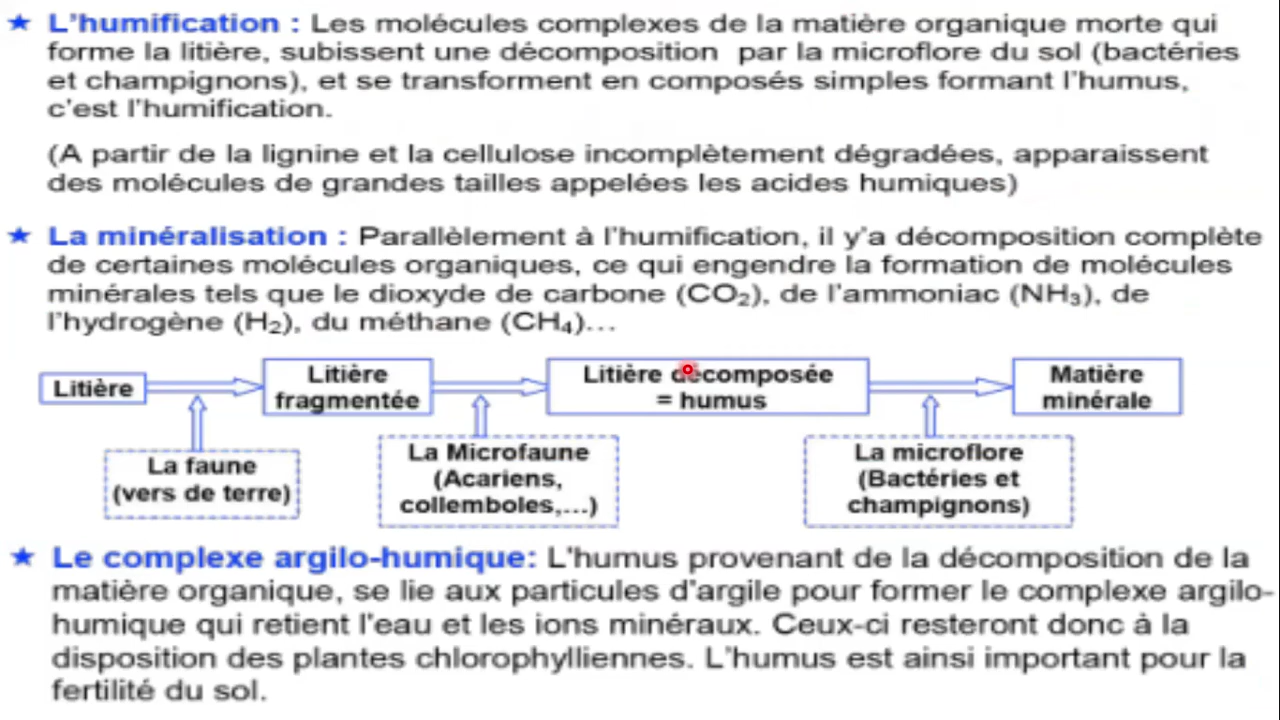 ★ L'humification : Les molécules complexes de la matière organique morte qui
forme la litière, subissent une décomposition par la microflore du sol (bactéries
et champignons), et se transforment en composés simples formant l'humus,
c'est l'humification.
(A partir de la lignine et la cellulose incomplètement dégradées, apparaissent
des molécules de grandes tailles appelées les acides humiques)
★ La minéralisation : Parallèlement à l'humification, il y'a décomposition complète
de certaines molécules organiques, ce qui engendre la formation de molécules
minérales tels que le dioxyde de carbone (CO₂), de l'ammoniac (NH₃), de
l'hydrogène (H₂), du méthane (CH₄)...
Litière
Litière
fragmentée
Litière décomposée
= humus
Matière
minérale
La faune
(vers de terre)
La Microfaune
(Acariens,
collemboles,...)
La microflore
(Bactéries et
champignons)
★ Le complexe argilo-humique: L'humus provenant de la décomposition de la
matière organique, se lie aux particules d'argile pour former le complexe argilo-
humique qui retient l'eau et les ions minéraux. Ceux-ci resteront donc à la
disposition des plantes chlorophylliennes. L'humus est ainsi important pour la
fertilité du sol.